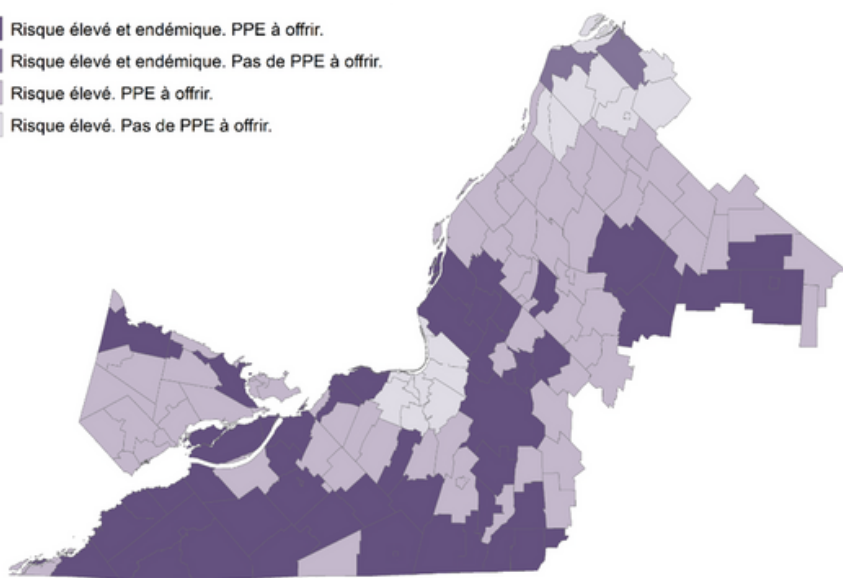 Risque élevé et endémique. PPE à offrir.
Risque élevé et endémique. Pas de PPE à offrir.
Risque élevé. PPE à offrir.
Risque élevé. Pas de PPE à offrir.